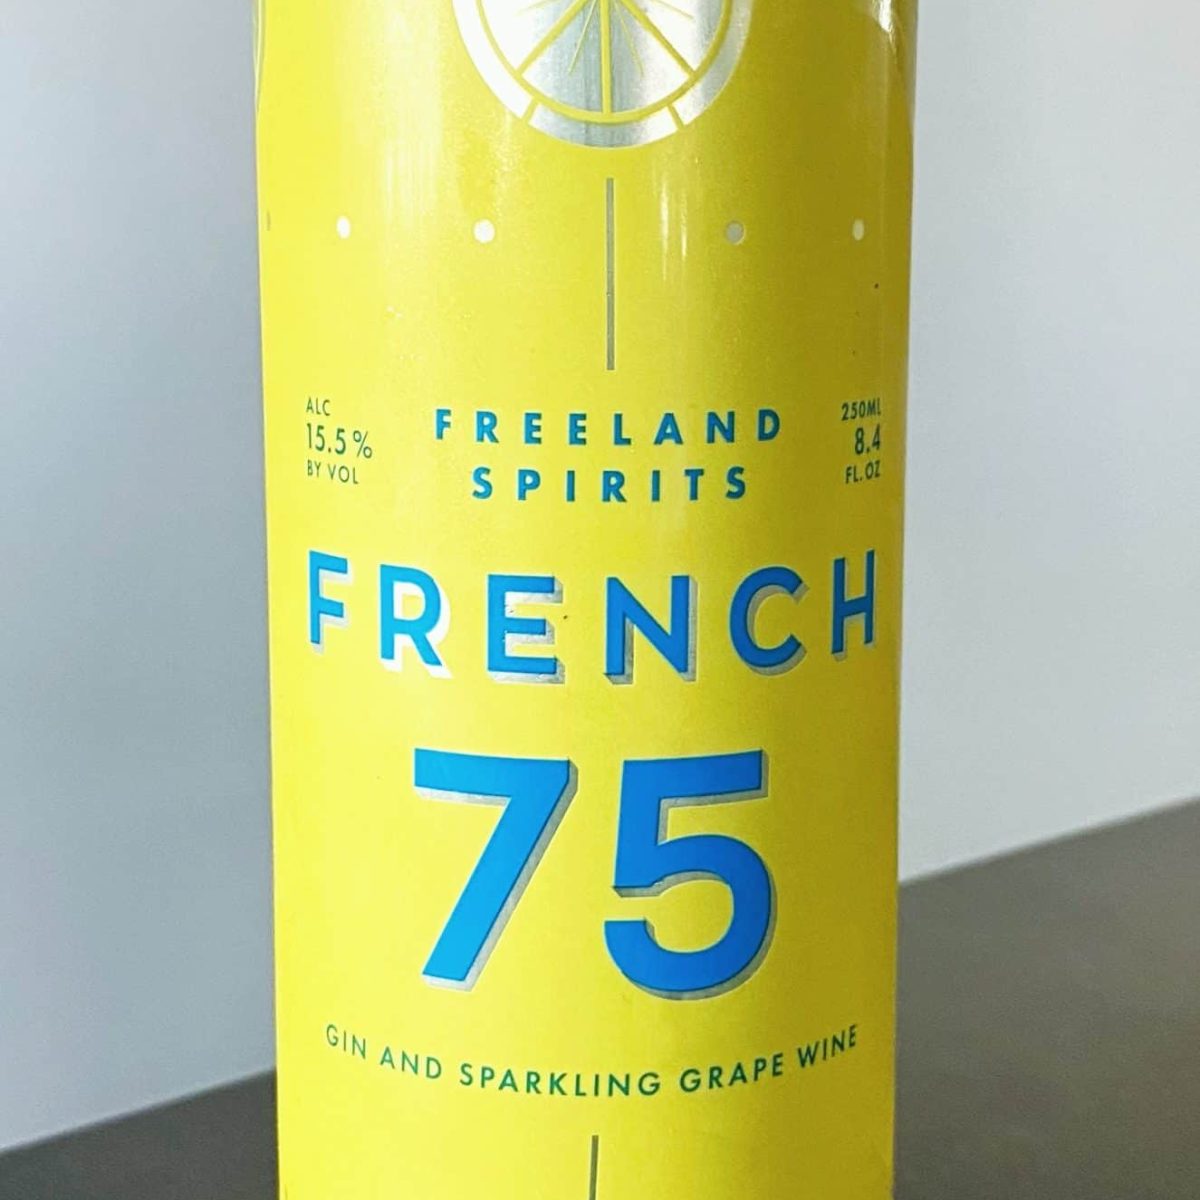 ALC
15.5%
BY VOL
FREELAND
SPIRITS
250ML
8.4
FL. OZ
FRENCH
75
GIN AND SPARKLING GRAPE WINE